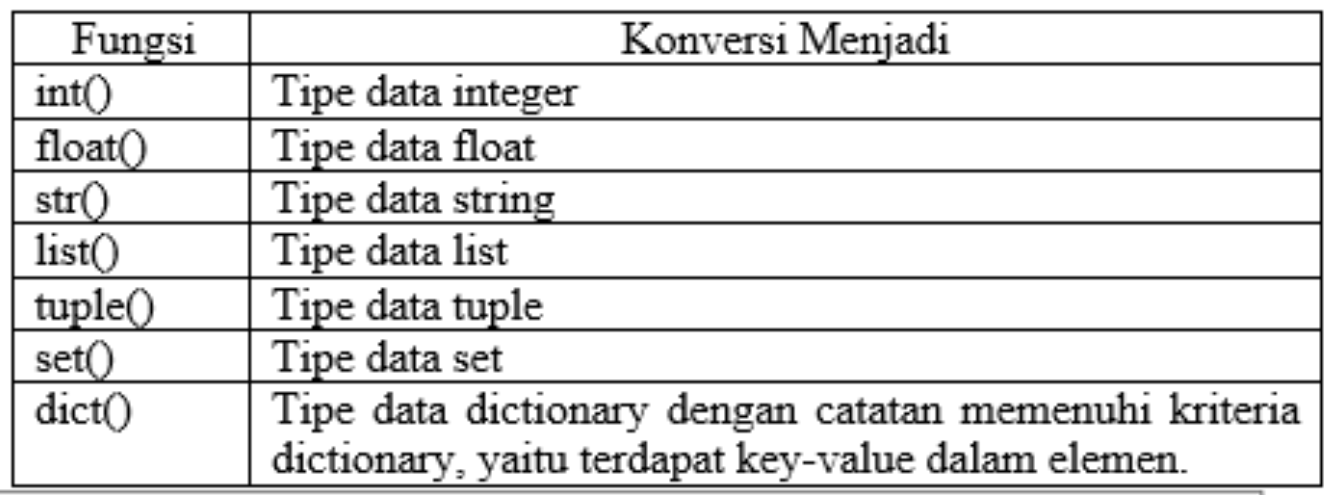 Fungsi Konversi Menjadi
int() Tipe data integer
float() Tipe data float
str() Tipe data string
list() Tipe data list
tuple() Tipe data tuple
set() Tipe data set
dict() Tipe data dictionary dengan catatan memenuhi kriteria
dictionary, yaitu terdapat key-value dalam elemen.